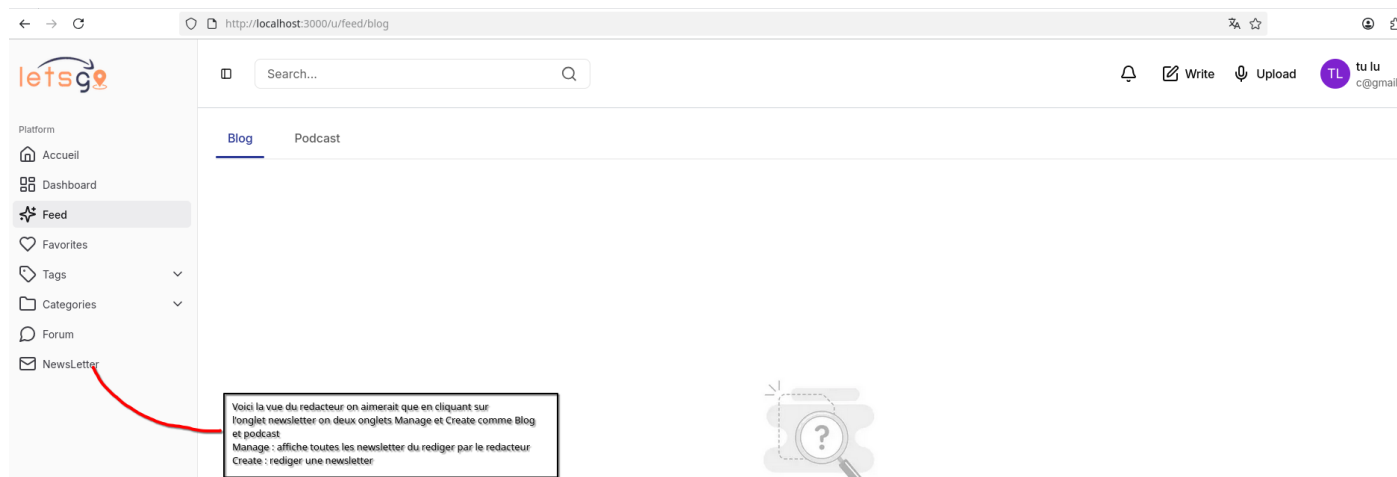 http://localhost:3000/u/feed/blog
letsgo
Search...
Write
Upload
TL
tu lu
c@gmail
Platform
Accueil
Dashboard
Feed
Favorites
Tags
Categories
Forum
NewsLetter
Blog
Podcast
Voici la vue du redacteur on aimerait que en cliquant sur
l'onglet newsletter on deux onglets Manage et Create comme Blog
et podcast
Manage : affiche toutes les newsletter du rediger par le redacteur
Create : rediger une newsletter
?